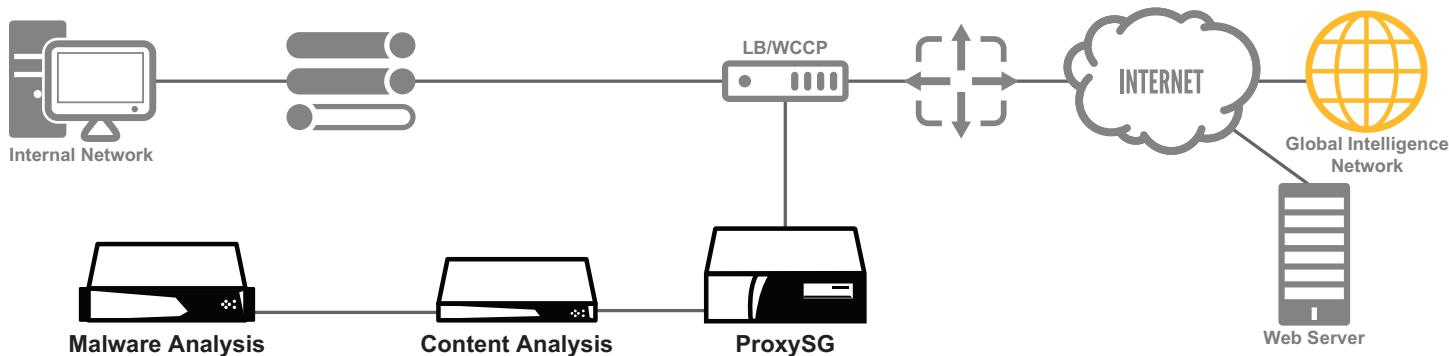 LB/WCCP
INTERNET
Internal Network
Global Intelligence
Network
Malware Analysis
Content Analysis
ProxySG
Web Server